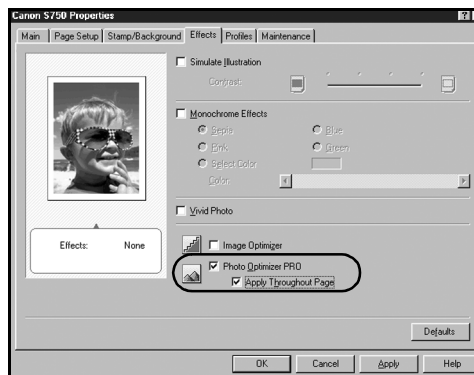 Canon S750 Properties
Main Page Setup Stamp/Background Effects Profiles Maintenance
Simulate Illustration
Contrast:
Monochrome Effects
Sepia Blue
Pink Green
Select Color
Color:
Vivid Photo
Effects: None
Image Optimizer
Photo Optimizer PRO
Apply Throughout Page
Defaults
OK Cancel Apply Help